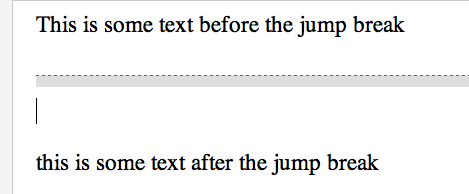 This is some text before the jump break
this is some text after the jump break